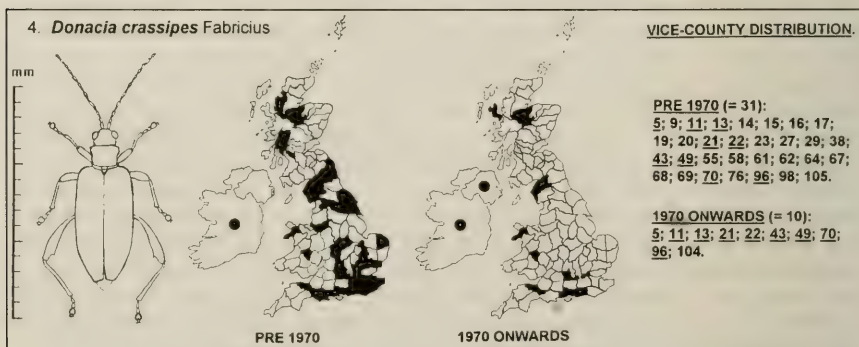 4. Donacia crassipes Fabricius
mm
PRE 1970
1970 ONWARDS
VICE-COUNTY DISTRIBUTION.
PRE 1970 (= 31):
5; 9; 11; 13; 14; 15; 16; 17;
19; 20; 21; 22; 23; 27; 29; 38;
43; 49; 55; 58; 61; 62; 64; 67;
68; 69; 70; 76; 96; 98; 105.
1970 ONWARDS (= 10):
5; 11; 13; 21; 22; 43; 49; 70;
96; 104.